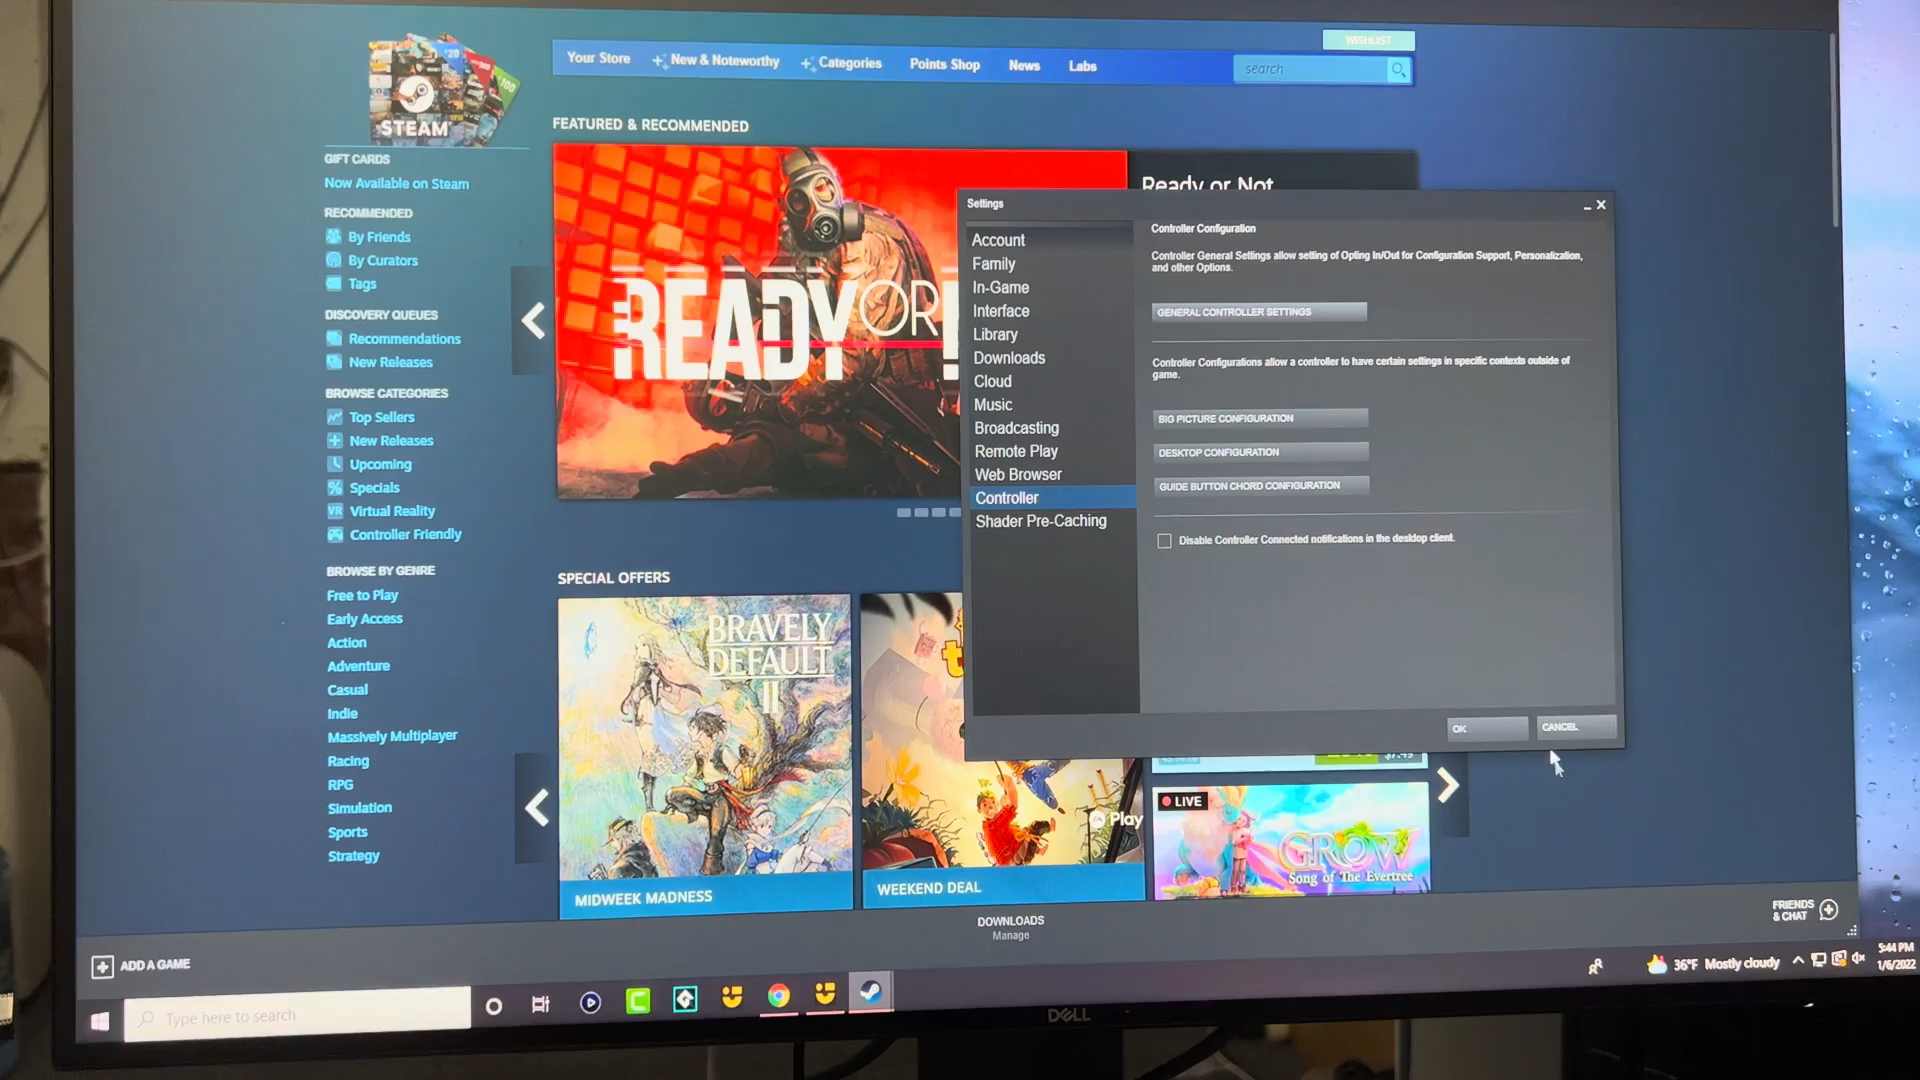 WISHLIST
Your Store
New & Noteworthy
Categories
Points Shop
News
Labs
search
$20
$100
STEAM
GIFT CARDS
Now Available on Steam
RECOMMENDED
By Friends
By Curators
Tags
DISCOVERY QUEUES
Recommendations
New Releases
BROWSE CATEGORIES
Top Sellers
New Releases
Upcoming
Specials
VR Virtual Reality
Controller Friendly
BROWSE BY GENRE
Free to Play
Early Access
Action
Adventure
Casual
Indie
Massively Multiplayer
Racing
RPG
Simulation
Sports
Strategy
FEATURED & RECOMMENDED
READY OR
Ready or Not
SPECIAL OFFERS
BRAVELY
DEFAULT
II
MIDWEEK MADNESS
Play
WEEKEND DEAL
$7.49
LIVE
GROW
Song of The Evertree
Settings
Account
Family
In-Game
Interface
Library
Downloads
Cloud
Music
Broadcasting
Remote Play
Web Browser
Controller
Shader Pre-Caching
Controller Configuration
Controller General Settings allow setting of Opting In/Out for Configuration Support, Personalization,
and other Options.
GENERAL CONTROLLER SETTINGS
Controller Configurations allow a controller to have certain settings in specific contexts outside of
game.
BIG PICTURE CONFIGURATION
DESKTOP CONFIGURATION
GUIDE BUTTON CHORD CONFIGURATION
Disable Controller Connected notifications in the desktop client.
OK
CANCEL
ADD A GAME
DOWNLOADS
Manage
FRIENDS
& CHAT
Type here to search
36°F Mostly cloudy
5:44 PM
1/6/2022
DELL